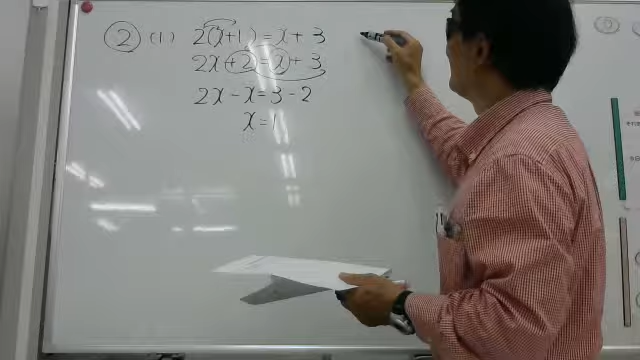 ② (1) 2(x+1) = x + 3
2x + 2 = x + 3
2x - x = 3 - 2
x = 1